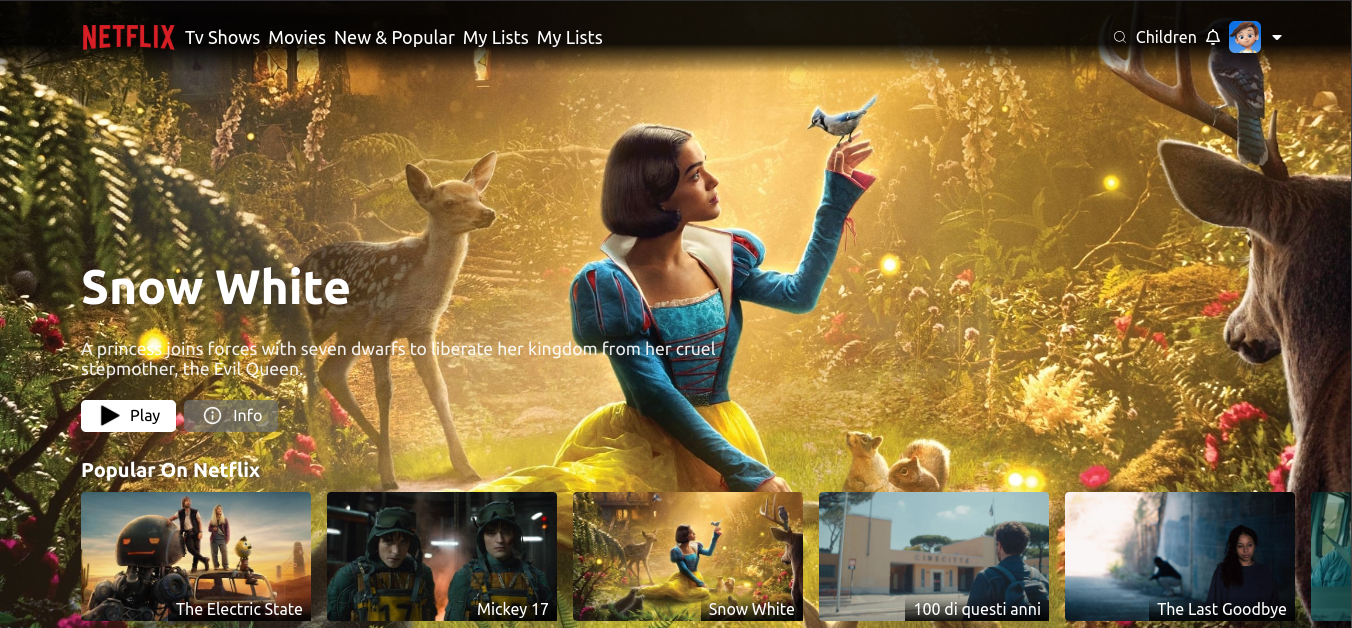 NETFLIX Tv Shows Movies New & Popular My Lists My Lists Children
Snow White
A princess joins forces with seven dwarfs to liberate her kingdom from her cruel
stepmother, the Evil Queen.
Play Info
Popular On Netflix
CINECITTÀ
The Electric State Mickey 17 Snow White 100 di questi anni The Last Goodbye